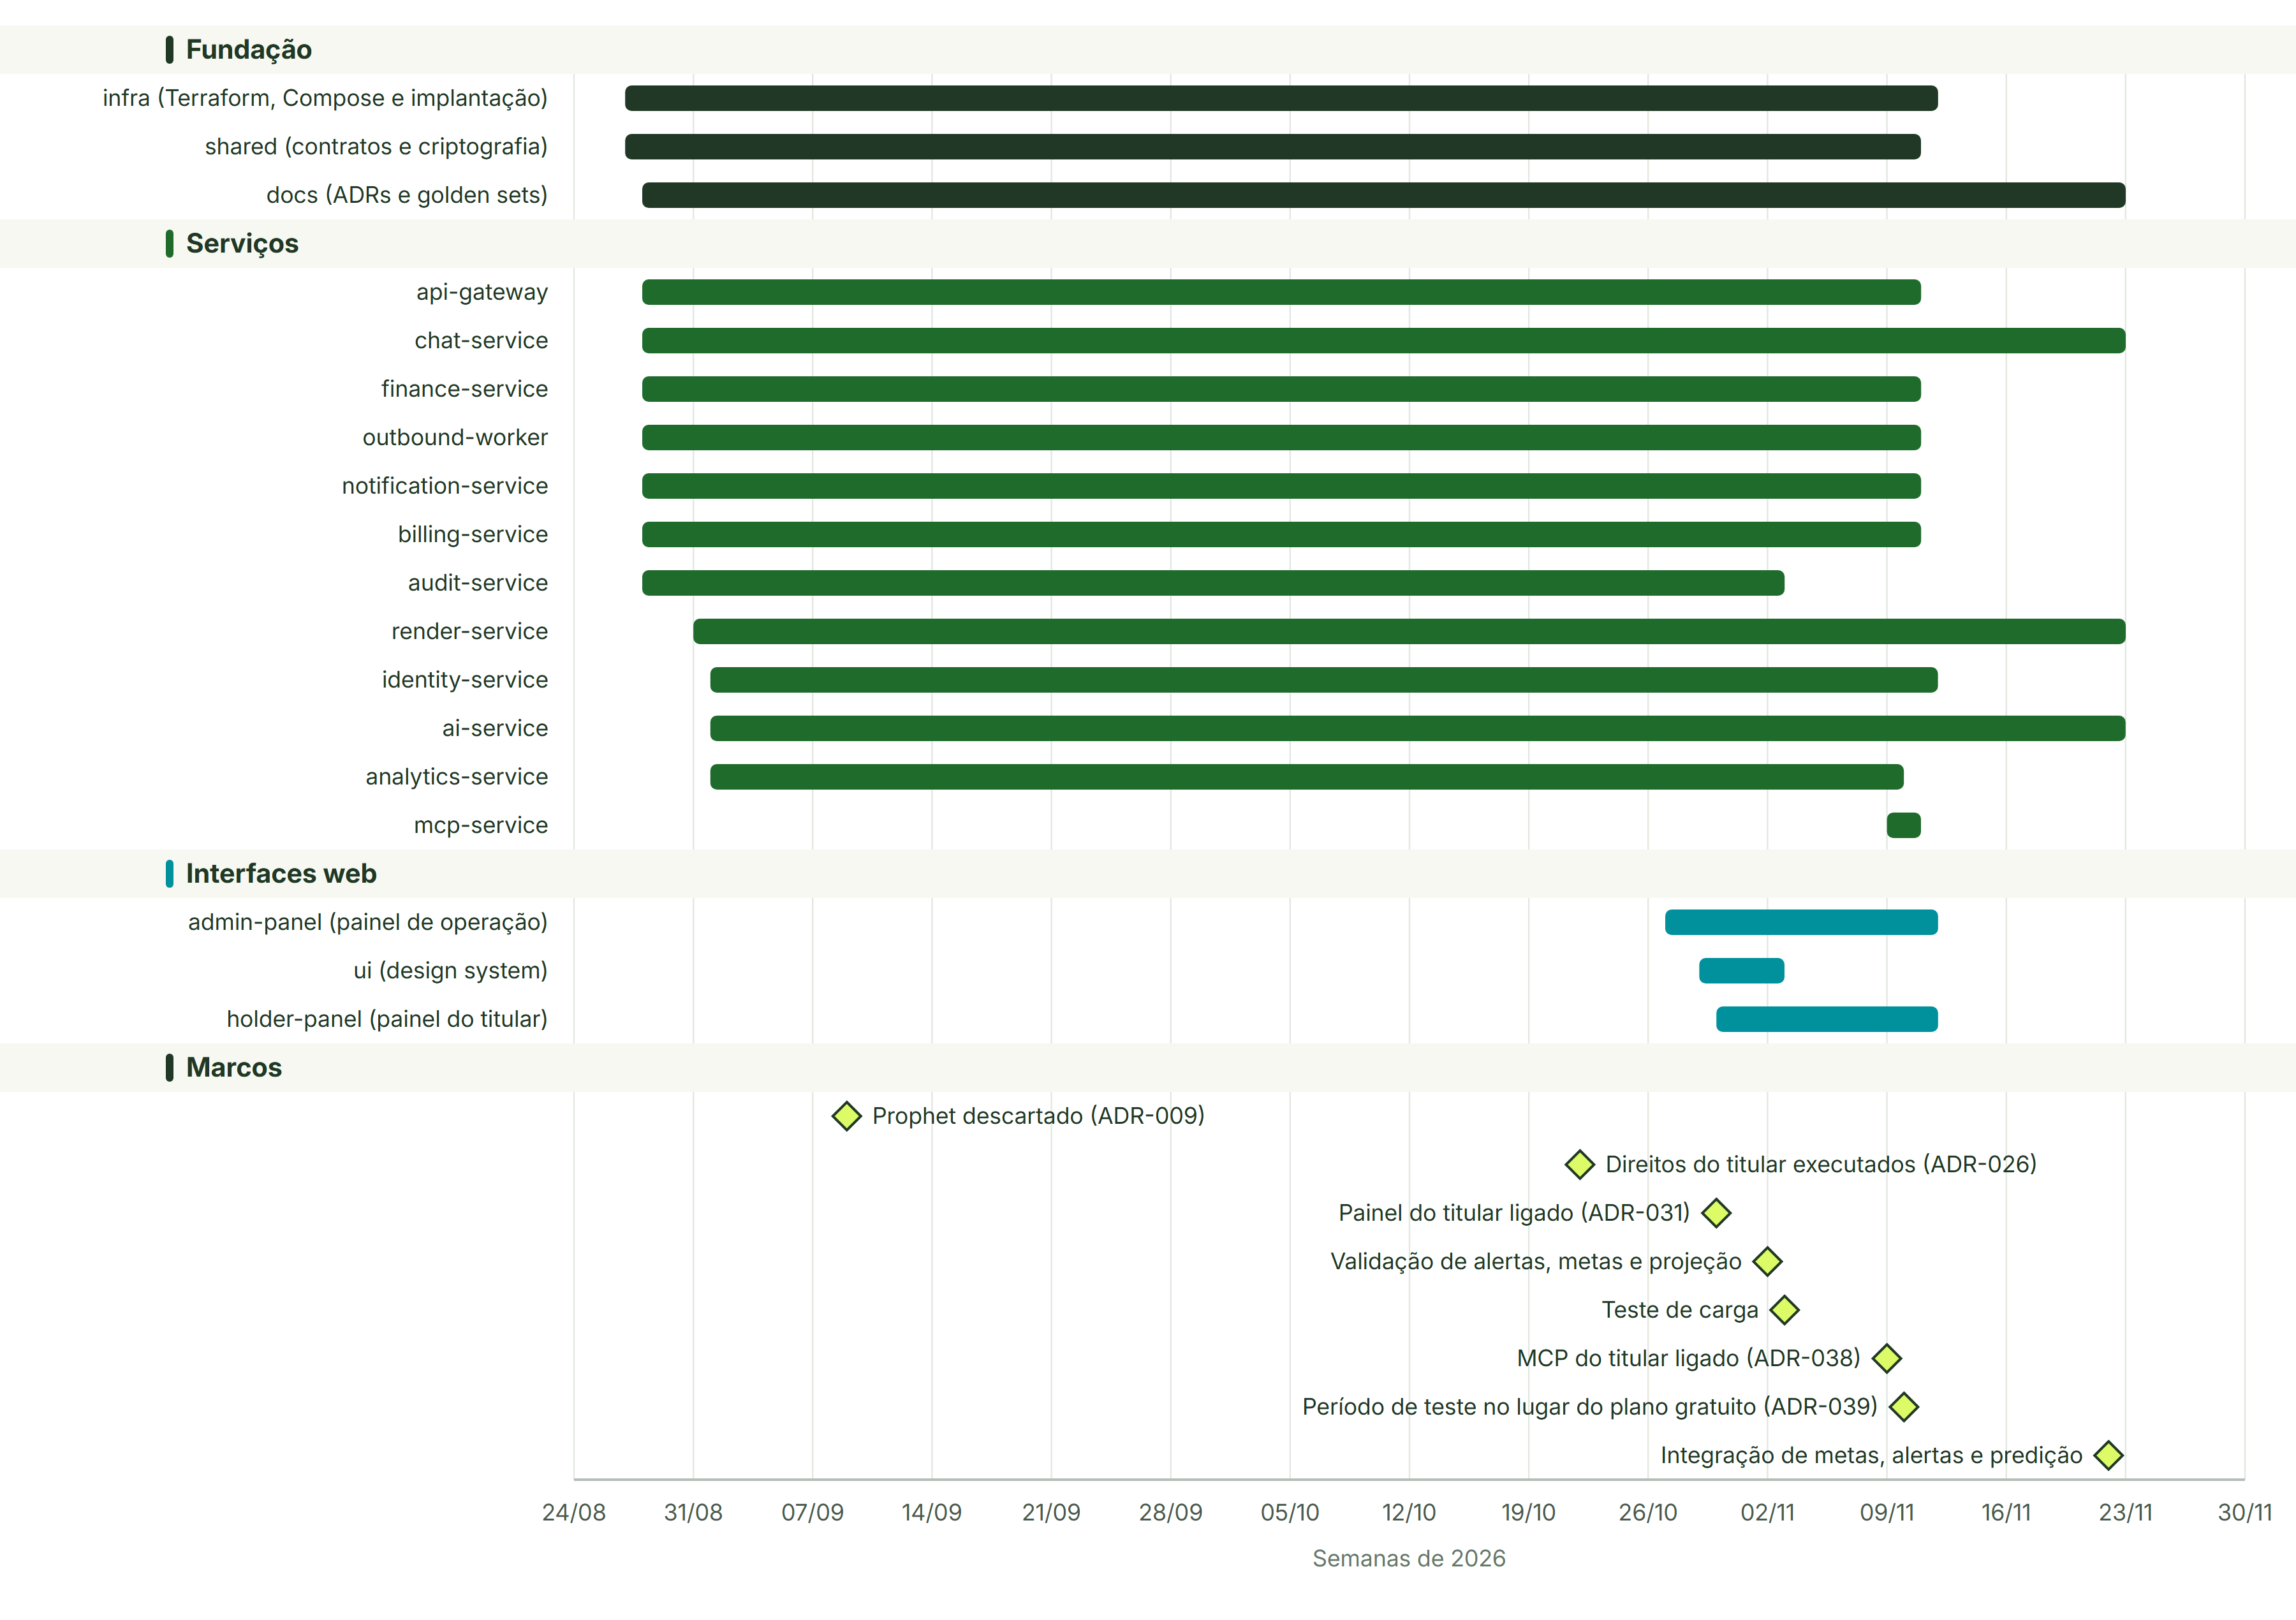 Fundação
infra (Terraform, Compose e implantação)
shared (contratos e criptografia)
docs (ADRs e golden sets)
Serviços
api-gateway
chat-service
finance-service
outbound-worker
notification-service
billing-service
audit-service
render-service
identity-service
ai-service
analytics-service
mcp-service
Interfaces web
admin-panel (painel de operação)
ui (design system)
holder-panel (painel do titular)
Marcos
Prophet descartado (ADR-009)
Direitos do titular executados (ADR-026)
Painel do titular ligado (ADR-031)
Validação de alertas, metas e projeção
Teste de carga
MCP do titular ligado (ADR-038)
Período de teste no lugar do plano gratuito (ADR-039)
Integração de metas, alertas e predição
24/08 31/08 07/09 14/09 21/09 28/09 05/10 12/10 19/10 26/10 02/11 09/11 16/11 23/11 30/11
Semanas de 2026